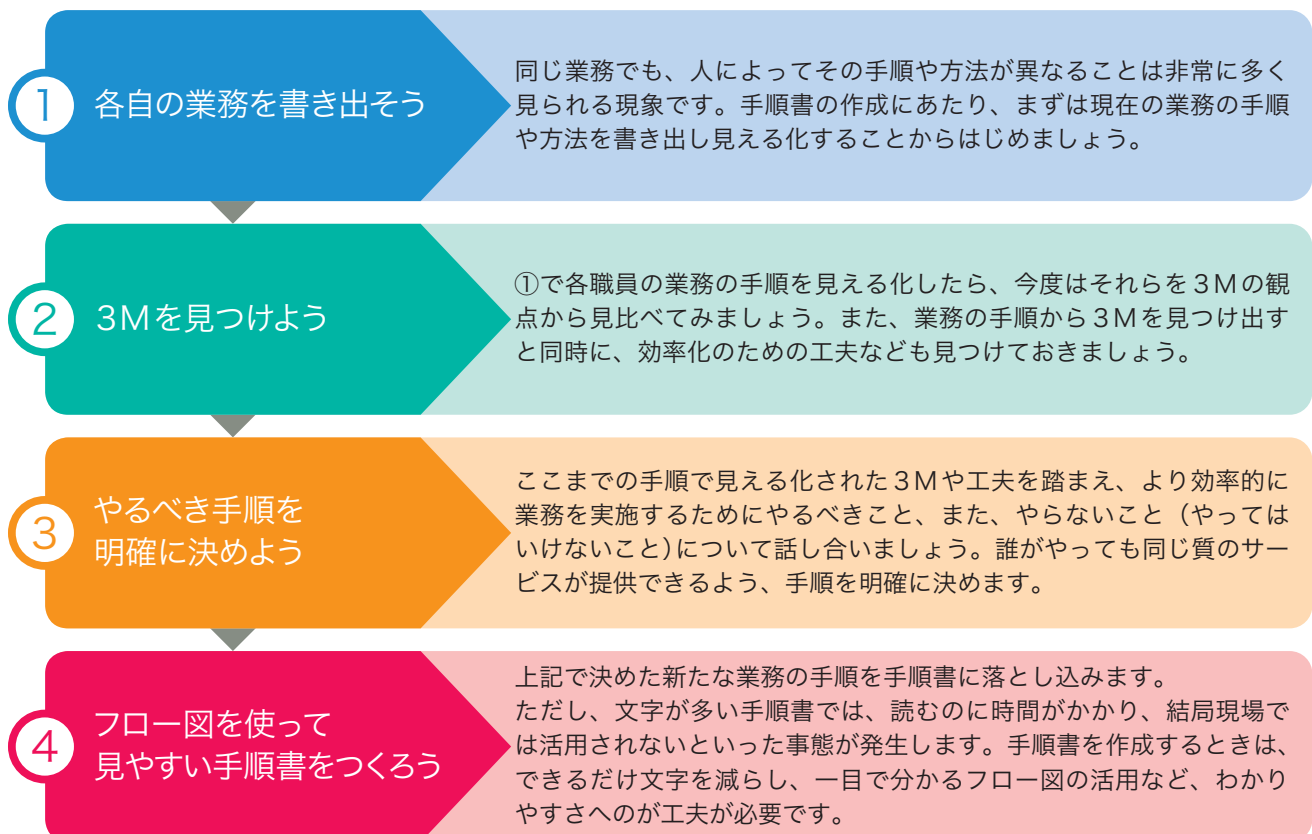 ①
各自の業務を書き出そう
同じ業務でも、人によってその手順や方法が異なることは非常に多く
見られる現象です。手順書の作成にあたり、まずは現在の業務の手順
や方法を書き出し見える化することからはじめましょう。
②
3Mを見つけよう
①で各職員の業務の手順を見える化したら、今度はそれらを3Mの観
点から見比べてみましょう。また、業務の手順から3Mを見つけ出す
と同時に、効率化のための工夫なども見つけておきましょう。
③
やるべき手順を
明確に決めよう
ここまでの手順で見える化された3Mや工夫を踏まえ、より効率的に
業務を実施するためにやるべきこと、また、やらないこと（やっては
いけないこと）について話し合いましょう。誰がやっても同じ質のサー
ビスが提供できるよう、手順を明確に決めます。
④
フロー図を使って
見やすい手順書をつくろう
上記で決めた新たな業務の手順を手順書に落とし込みます。
ただし、文字が多い手順書では、読むのに時間がかかり、結局現場で
は活用されないといった事態が発生します。手順書を作成するときは、
できるだけ文字を減らし、一目で分かるフロー図の活用など、わかり
やすさへのが工夫が必要です。